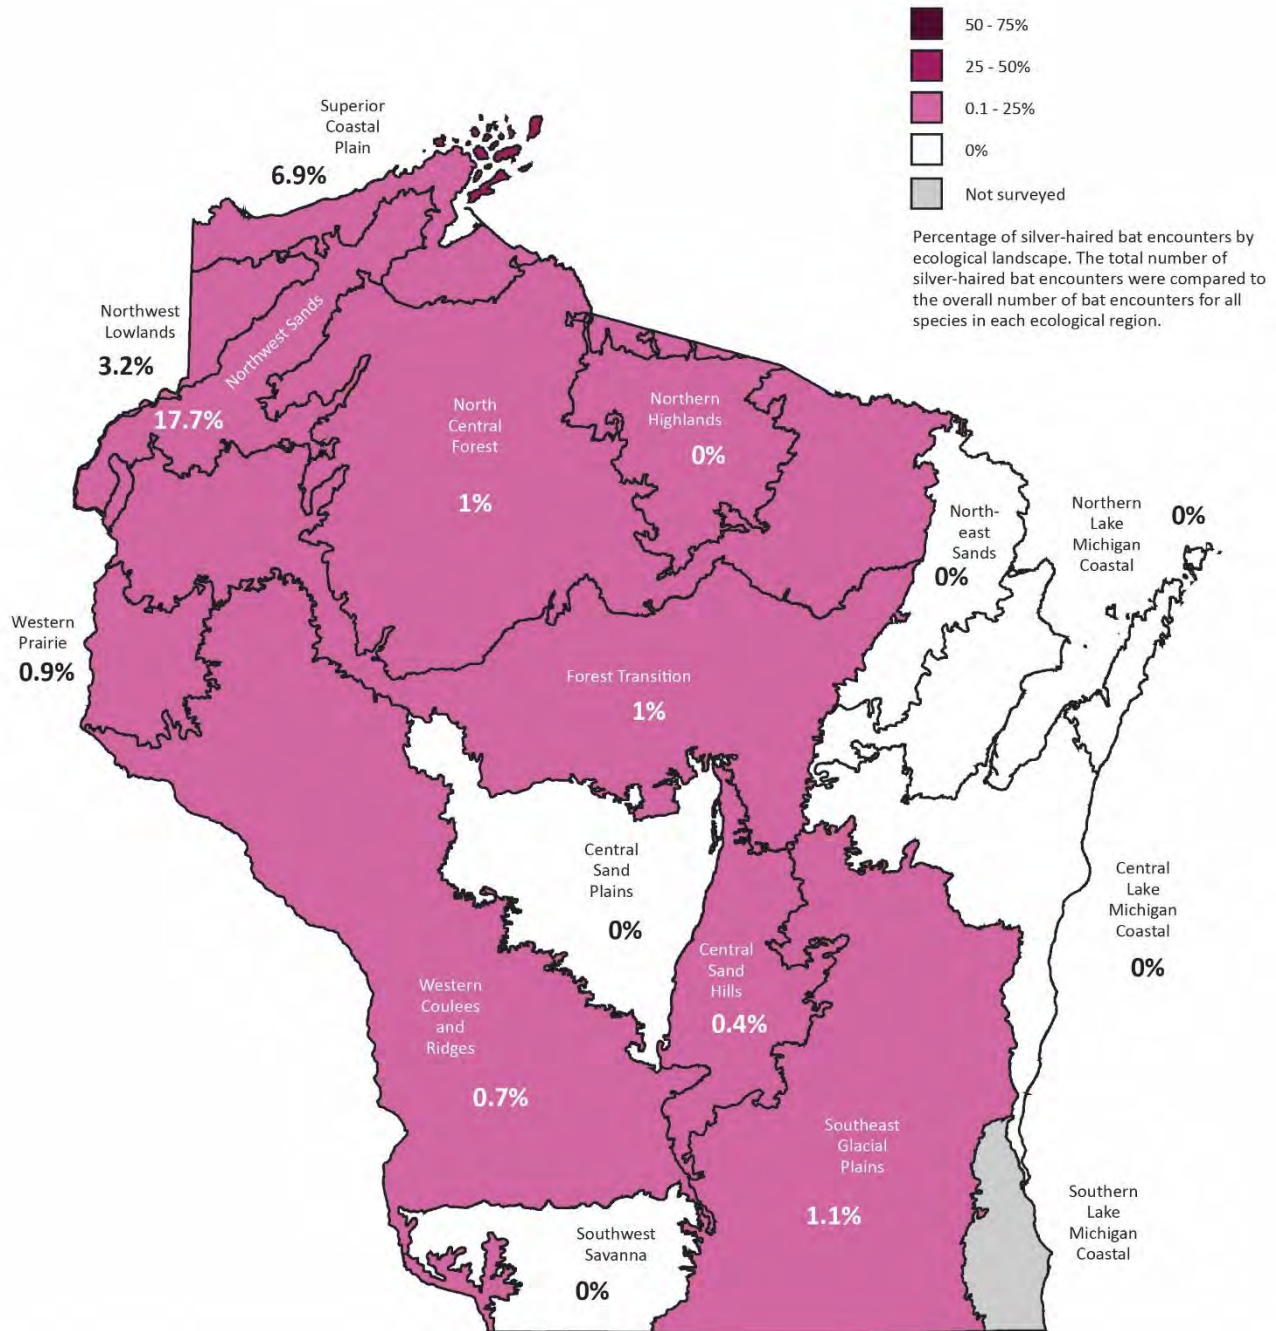 50 - 75%
25 - 50%
0.1 - 25%
0%
Not surveyed
Percentage of silver-haired bat encounters by
ecological landscape. The total number of
silver-haired bat encounters were compared to
the overall number of bat encounters for all
species in each ecological region.
Superior
Coastal
Plain
6.9%
Northwest
Lowlands
3.2%
Northwest Sands
17.7%
North
Central
Forest
1%
Northern
Highlands
0%
North-
east
Sands
0%
Northern
Lake
Michigan
Coastal
0%
Western
Prairie
0.9%
Forest Transition
1%
Central
Sand
Plains
0%
Central
Sand
Hills
0.4%
Central
Lake
Michigan
Coastal
0%
Western
Coulees
and
Ridges
0.7%
Southeast
Glacial
Plains
1.1%
Southern
Lake
Michigan
Coastal
Southwest
Savanna
0%